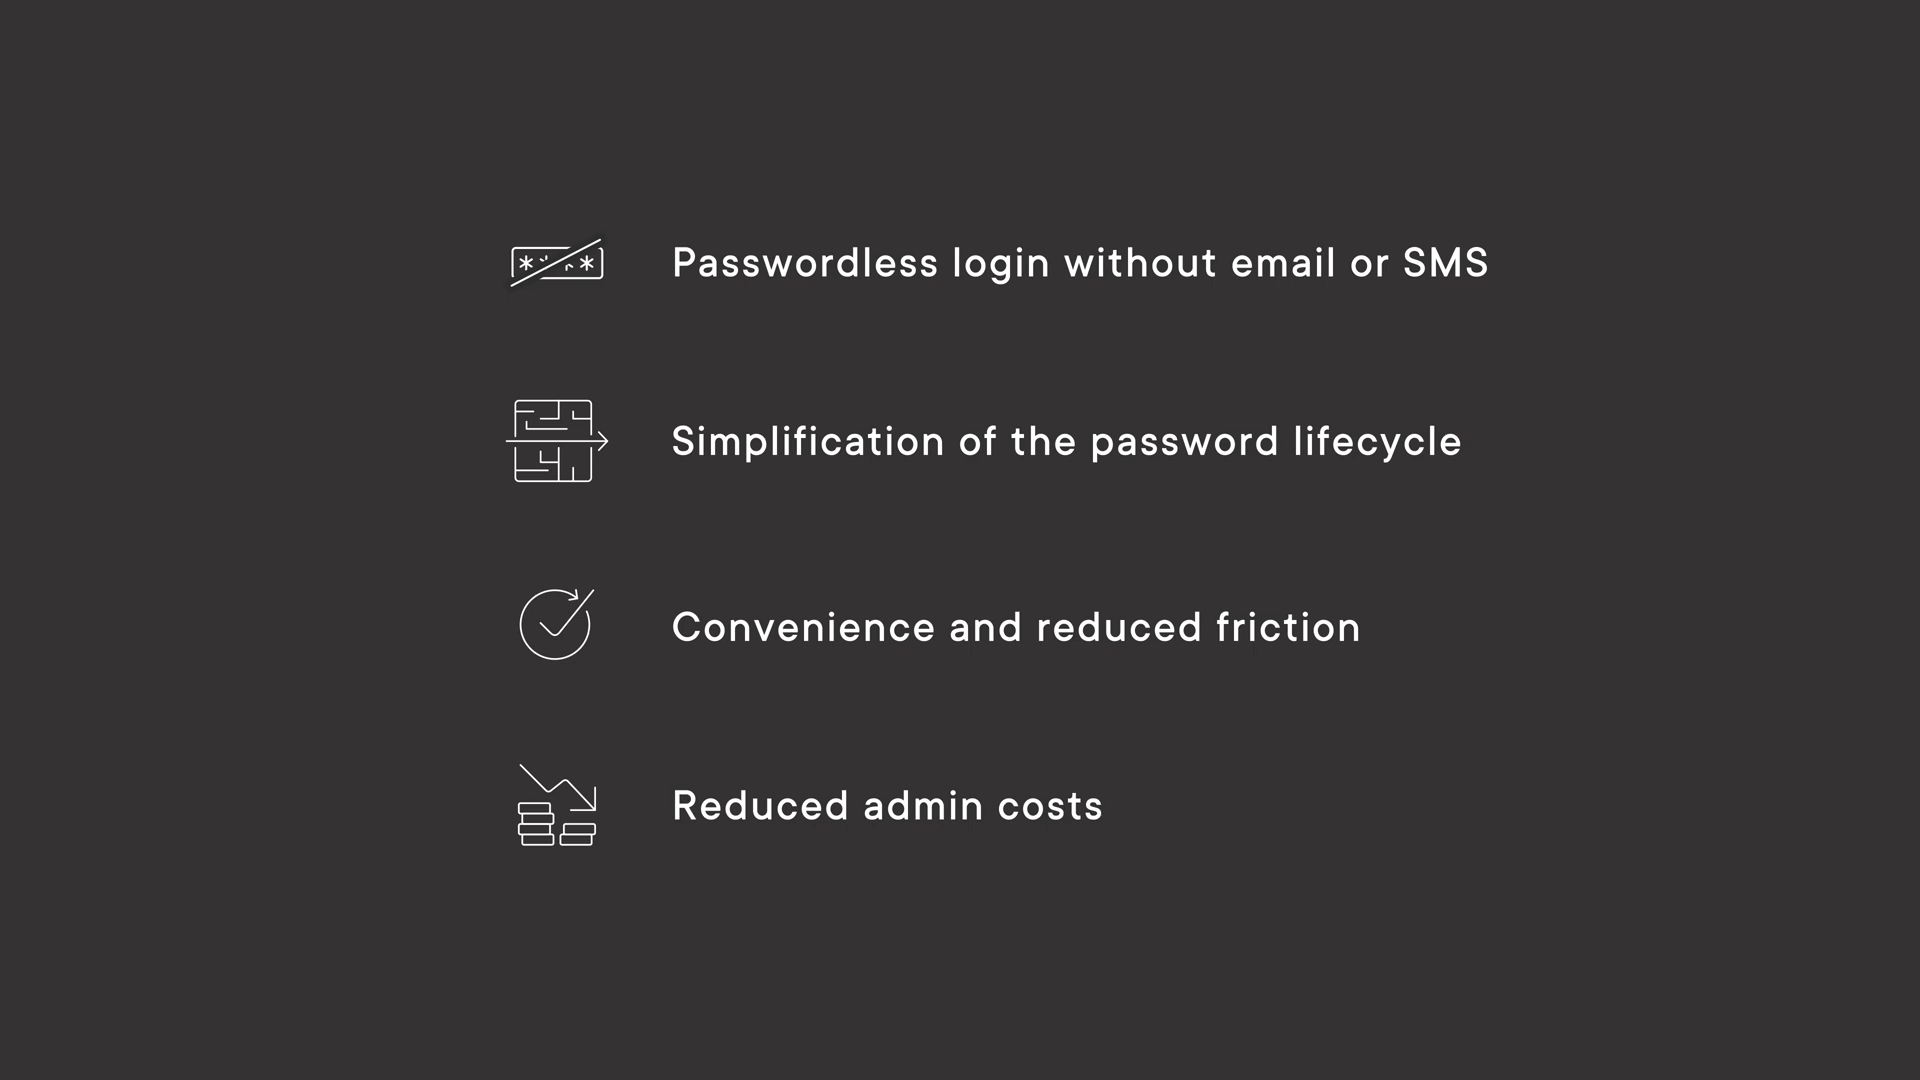 Passwordless login without email or SMS
Simplification of the password lifecycle
Convenience and reduced friction
Reduced admin costs